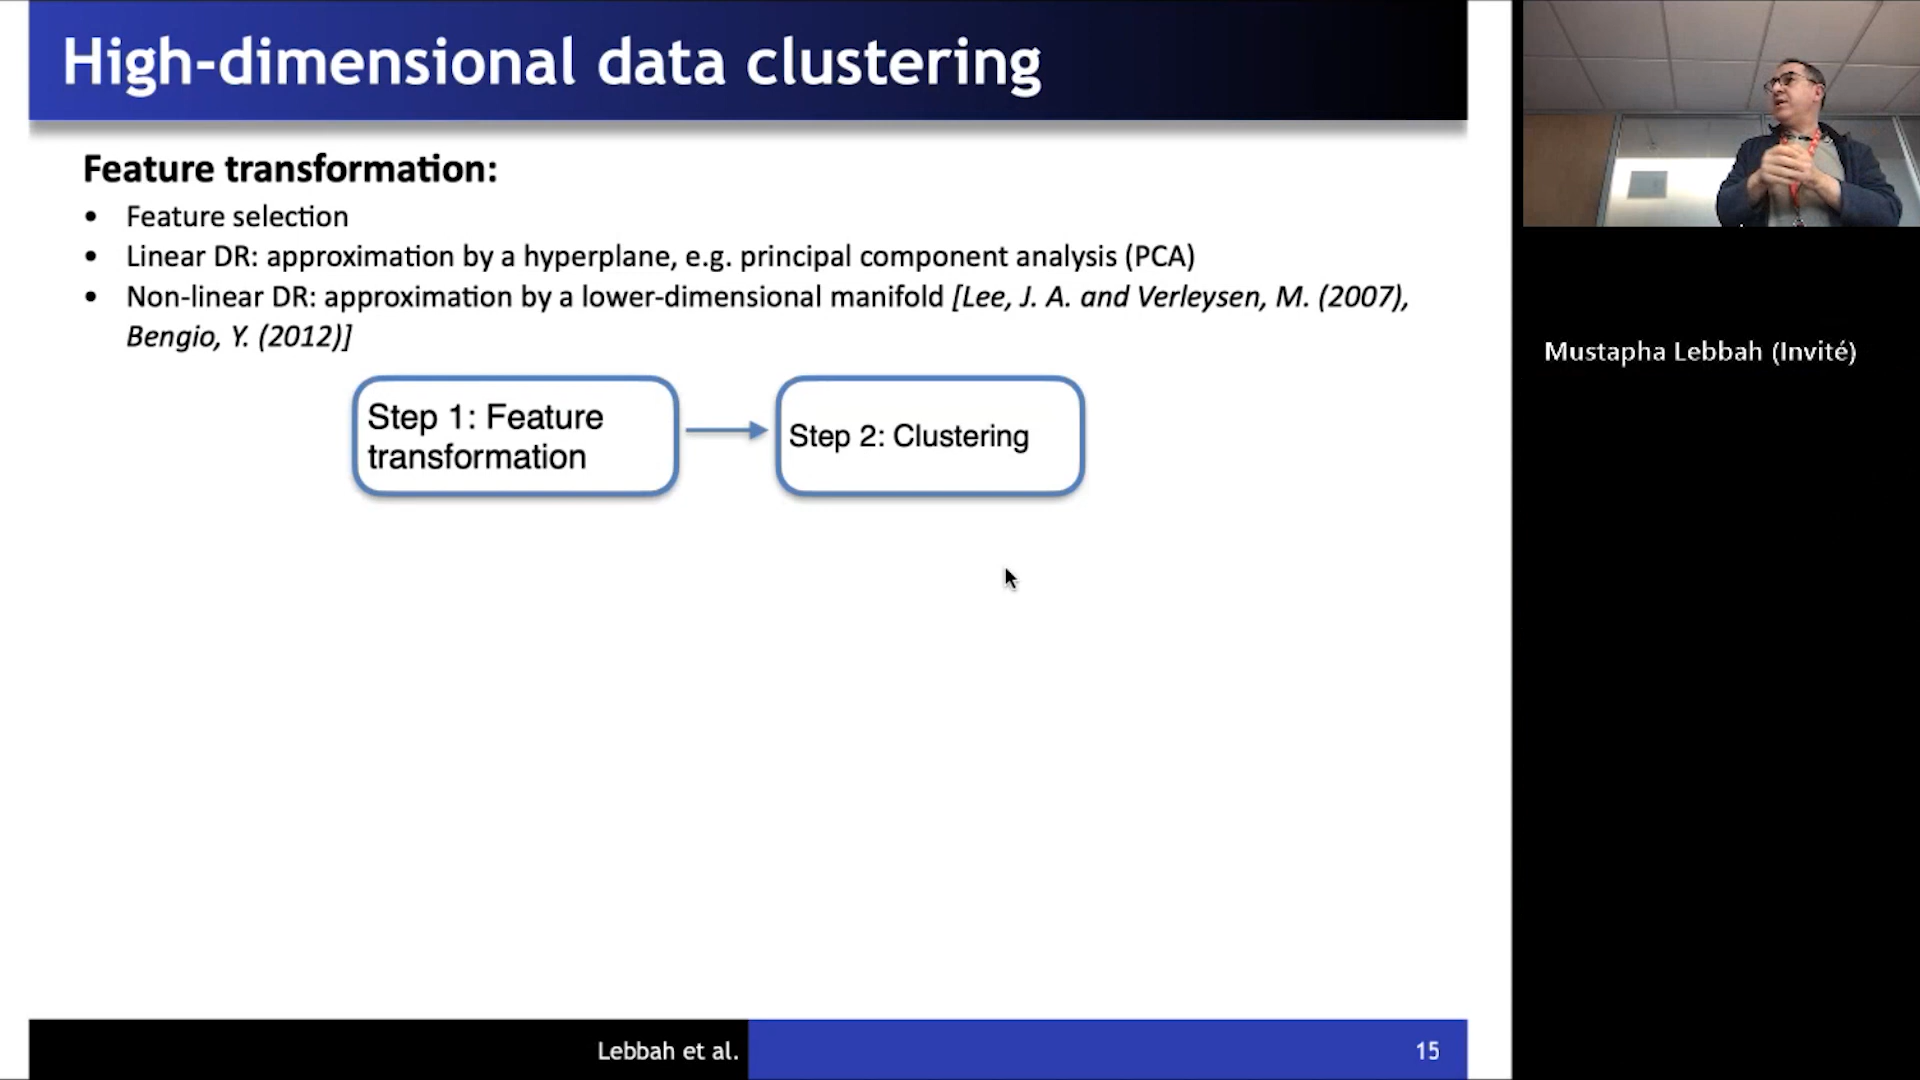 High-dimensional data clustering
Feature transformation:
• Feature selection
• Linear DR: approximation by a hyperplane, e.g. principal component analysis (PCA)
• Non-linear DR: approximation by a lower-dimensional manifold [Lee, J. A. and Verleysen, M. (2007),
Bengio, Y. (2012)]
Step 1: Feature
transformation
Step 2: Clustering
Mustapha Lebbah (Invité)
Lebbah et al.
15